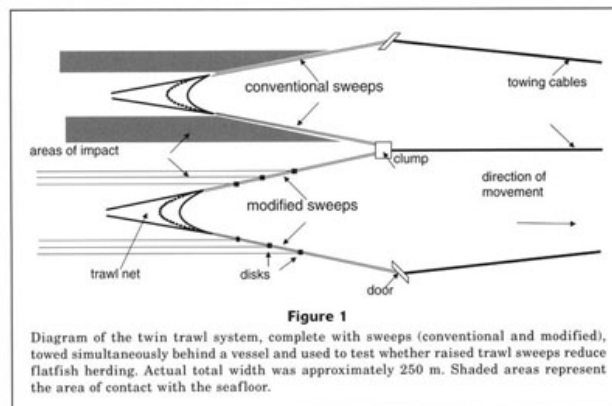 conventional sweeps
towing cables
areas of impact
clump
direction of
movement
modified sweeps
trawl net
disks
door
Figure 1
Diagram of the twin trawl system, complete with sweeps (conventional and modified),
towed simultaneously behind a vessel and used to test whether raised trawl sweeps reduce
flatfish herding. Actual total width was approximately 250 m. Shaded areas represent
the area of contact with the seafloor.